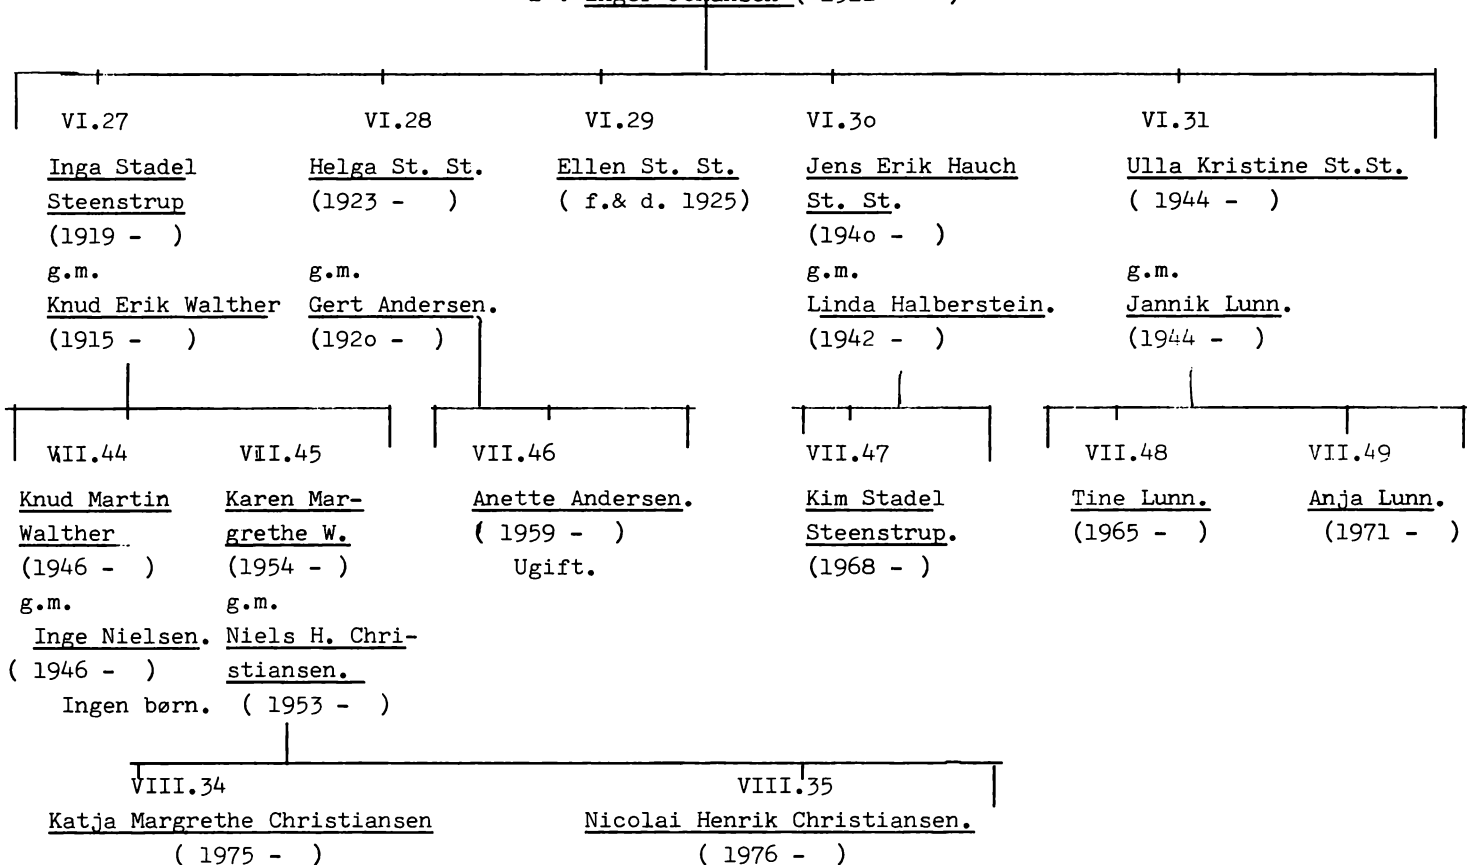 VI.27
Inga Stadel
Steenstrup
(1919 -   )
g.m.
Knud Erik Walther
(1915 -   )
VI.28
Helga St. St.
(1923 -   )
g.m.
Gert Andersen.
(192o -   )
VI.29
Ellen St. St.
( f.& d. 1925)
VI.3o
Jens Erik Hauch
St. St.
(194o -   )
g.m.
Linda Halberstein.
(1942 -   )
VI.31
Ulla Kristine St.St.
( 1944 -   )
g.m.
Jannik Lunn.
(1944 -   )
VII.44
Knud Martin
Walther
(1946 -   )
g.m.
Inge Nielsen.
( 1946 -   )
Ingen børn.
VII.45
Karen Mar-
grethe W.
(1954 -   )
g.m.
Niels H. Chri-
stiansen.
( 1953 -   )
VII.46
Anette Andersen.
( 1959 -   )
Ugift.
VII.47
Kim Stadel
Steenstrup.
(1968 -   )
VII.48
Tine Lunn.
(1965 -   )
VII.49
Anja Lunn.
(1971 -   )
VIII.34
Katja Margrethe Christiansen
( 1975 -   )
VIII.35
Nicolai Henrik Christiansen.
( 1976 -   )